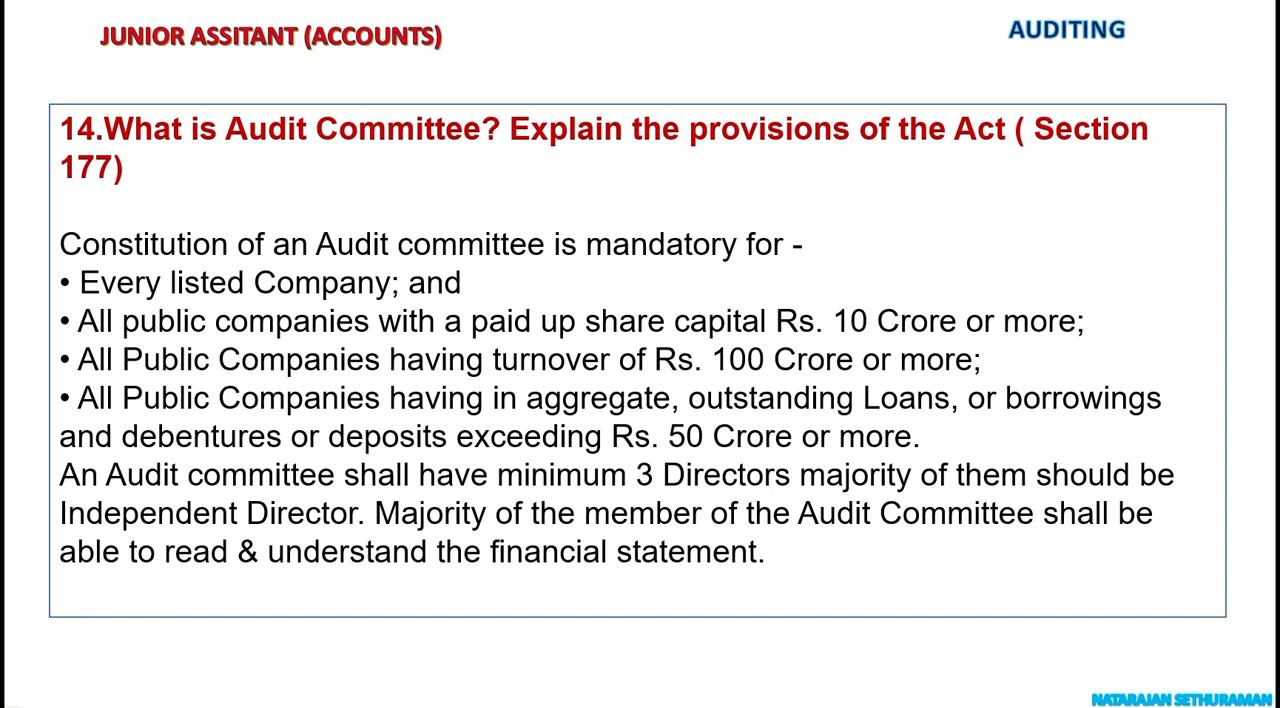 JUNIOR ASSITANT (ACCOUNTS)
AUDITING
14.What is Audit Committee? Explain the provisions of the Act ( Section
177)
Constitution of an Audit committee is mandatory for -
• Every listed Company; and
• All public companies with a paid up share capital Rs. 10 Crore or more;
• All Public Companies having turnover of Rs. 100 Crore or more;
• All Public Companies having in aggregate, outstanding Loans, or borrowings
and debentures or deposits exceeding Rs. 50 Crore or more.
An Audit committee shall have minimum 3 Directors majority of them should be
Independent Director. Majority of the member of the Audit Committee shall be
able to read & understand the financial statement.
NATARAJAN SETHURAMAN